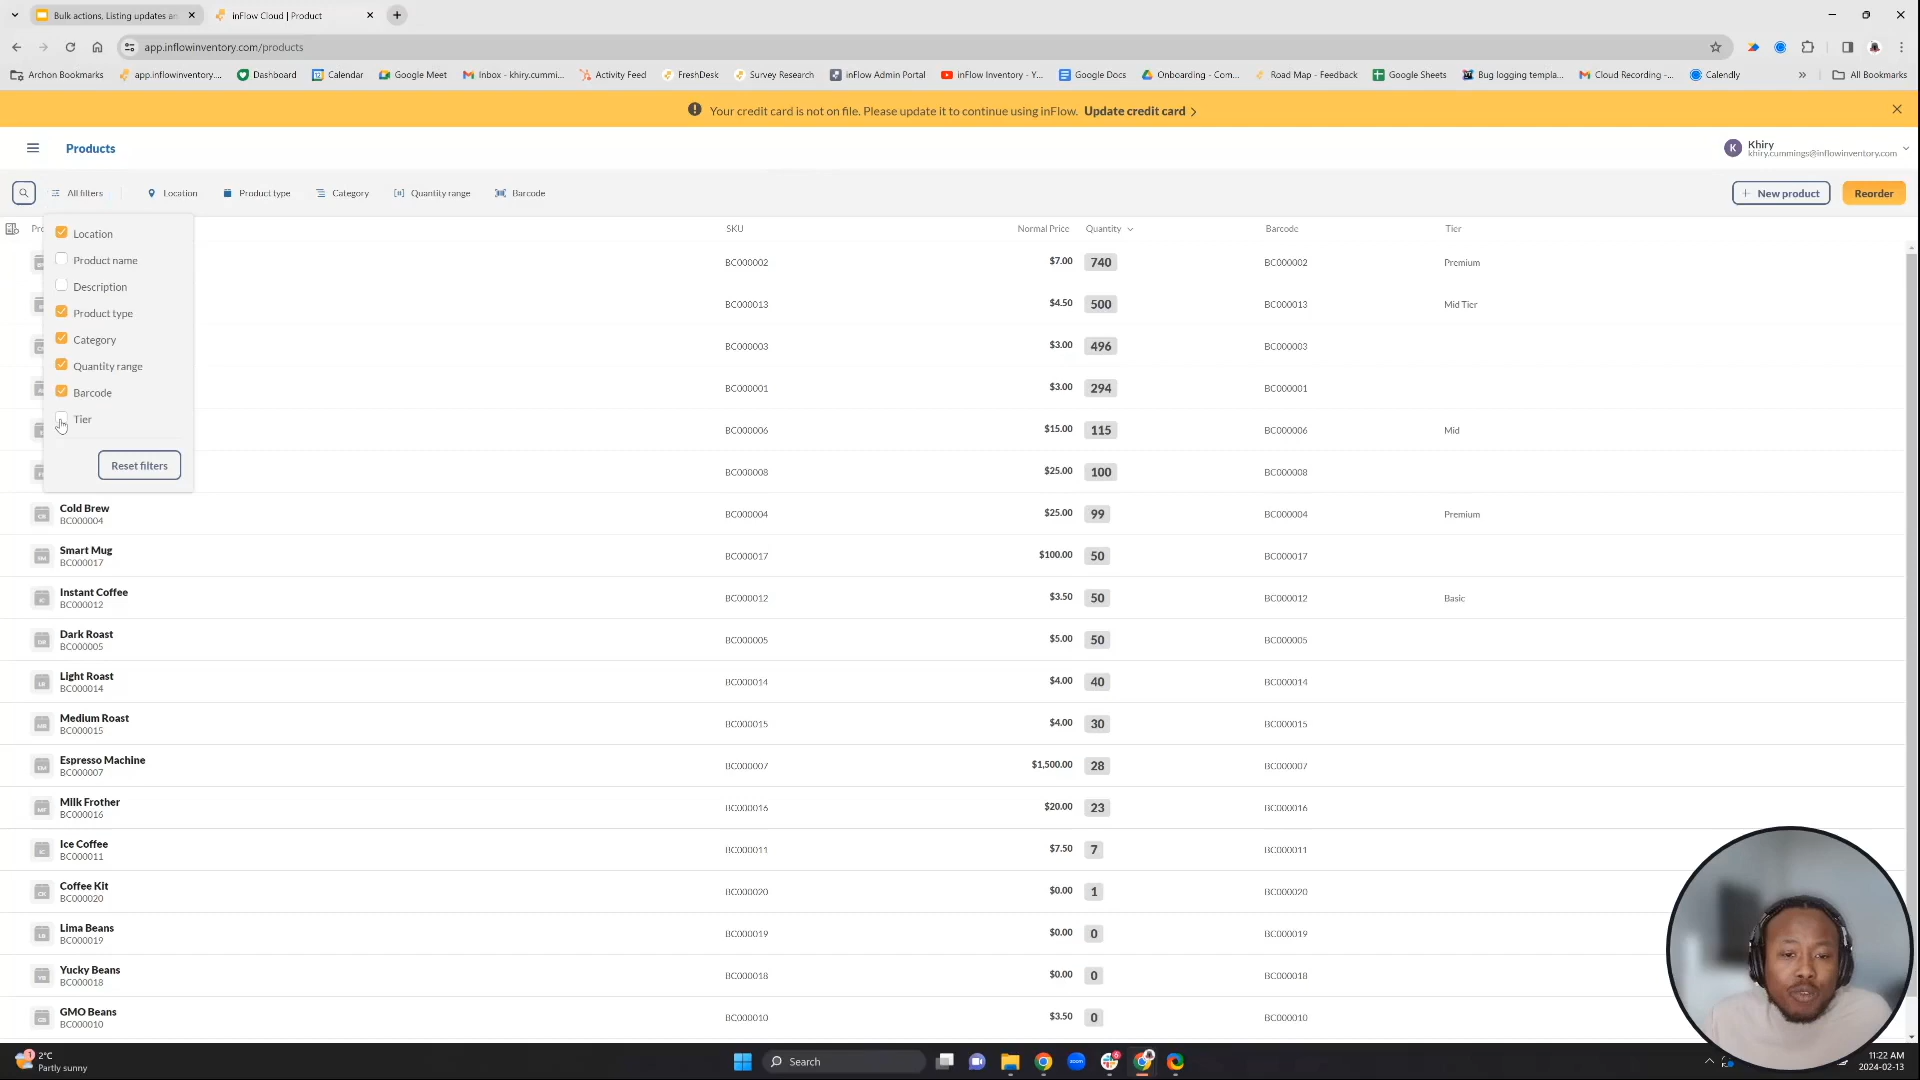 Bulk actions, Listing updates an
inFlow Cloud | Product
app.inflowinventory.com/products
Archon Bookmarks
app.inflowinventory....
Dashboard
Calendar
Google Meet
Inbox - khiry.cummi...
Activity Feed
FreshDesk
Survey Research
inFlow Admin Portal
inFlow Inventory - Y...
Google Docs
Onboarding - Com...
Road Map - Feedback
Google Sheets
Bug logging templa...
Cloud Recording -...
Calendly
All Bookmarks
Your credit card is not on file. Please update it to continue using inFlow. Update credit card
Products
K
Khiry
khiry.cummings@inflowinventory.com
All filters
Location
Product type
Category
Quantity range
Barcode
+ New product
Reorder
Location
Product name
Description
Product type
Category
Quantity range
Barcode
Tier
Reset filters
Pro SKU Normal Price Quantity Barcode Tier
BC000002 $7.00 740 BC000002 Premium
BC000013 $4.50 500 BC000013 Mid Tier
BC000003 $3.00 496 BC000003
BC000001 $3.00 294 BC000001
BC000006 $15.00 115 BC000006 Mid
BC000008 $25.00 100 BC000008
Cold Brew
BC000004
BC000004 $25.00 99 BC000004 Premium
Smart Mug
BC000017
BC000017 $100.00 50 BC000017
Instant Coffee
BC000012
BC000012 $3.50 50 BC000012 Basic
Dark Roast
BC000005
BC000005 $5.00 50 BC000005
Light Roast
BC000014
BC000014 $4.00 40 BC000014
Medium Roast
BC000015
BC000015 $4.00 30 BC000015
Espresso Machine
BC000007
BC000007 $1,500.00 28 BC000007
Milk Frother
BC000016
BC000016 $20.00 23 BC000016
Ice Coffee
BC000011
BC000011 $7.50 7 BC000011
Coffee Kit
BC000020
BC000020 $0.00 1 BC000020
Lima Beans
BC000019
BC000019 $0.00 0 BC000019
Yucky Beans
BC000018
BC000018 $0.00 0 BC000018
GMO Beans
BC000010
BC000010 $3.50 0 BC000010
2°C
Partly sunny
Search
zoom
11:22 AM
2024-02-13